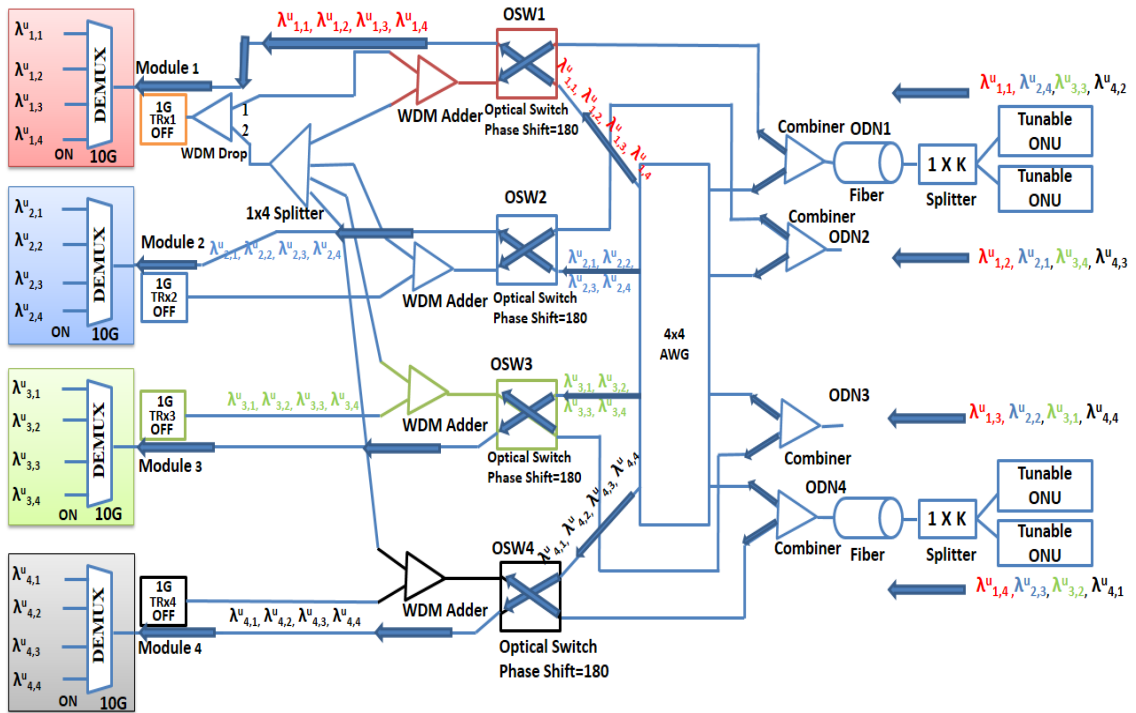 λᵘ₁,₁
λᵘ₁,₂
λᵘ₁,₃
λᵘ₁,₄
DEMUX
ON
10G
Module 1
1G
TRx1
OFF
1
2
WDM Drop
λᵘ₁,₁, λᵘ₁,₂, λᵘ₁,₃, λᵘ₁,₄
WDM Adder
OSW1
Optical Switch
Phase Shift=180
λᵘ₁,₁, λᵘ₁,₂, λᵘ₁,₃, λᵘ₁,₄
1x4 Splitter
λᵘ₂,₁
λᵘ₂,₂
λᵘ₂,₃
λᵘ₂,₄
DEMUX
ON
10G
Module 2
1G
TRx2
OFF
λᵘ₂,₁, λᵘ₂,₂, λᵘ₂,₃, λᵘ₂,₄
WDM Adder
OSW2
Optical Switch
Phase Shift=180
λᵘ₂,₁, λᵘ₂,₂,
λᵘ₂,₃, λᵘ₂,₄
4x4
AWG
λᵘ₃,₁
λᵘ₃,₂
λᵘ₃,₃
λᵘ₃,₄
DEMUX
ON
10G
1G
TRx3
OFF
Module 3
λᵘ₃,₁, λᵘ₃,₂, λᵘ₃,₃, λᵘ₃,₄
WDM Adder
OSW3
Optical Switch
Phase Shift=180
λᵘ₃,₁, λᵘ₃,₂,
λᵘ₃,₃, λᵘ₃,₄
λᵘ₄,₁
λᵘ₄,₂
λᵘ₄,₃
λᵘ₄,₄
DEMUX
ON
10G
1G
TRx4
OFF
Module 4
λᵘ₄,₁, λᵘ₄,₂, λᵘ₄,₃, λᵘ₄,₄
WDM Adder
OSW4
Optical Switch
Phase Shift=180
λᵘ₄,₁, λᵘ₄,₂, λᵘ₄,₃, λᵘ₄,₄
λᵘ₁,₁, λᵘ₂,₄, λᵘ₃,₃, λᵘ₄,₂
Combiner
ODN1
Fiber
1 X K
Splitter
Tunable
ONU
Tunable
ONU
Combiner
ODN2
λᵘ₁,₂, λᵘ₂,₁, λᵘ₃,₄, λᵘ₄,₃
ODN3
Combiner
λᵘ₁,₃, λᵘ₂,₂, λᵘ₃,₁, λᵘ₄,₄
ODN4
Combiner
Fiber
1 X K
Splitter
Tunable
ONU
Tunable
ONU
λᵘ₁,₄ ,λᵘ₂,₃, λᵘ₃,₂, λᵘ₄,₁